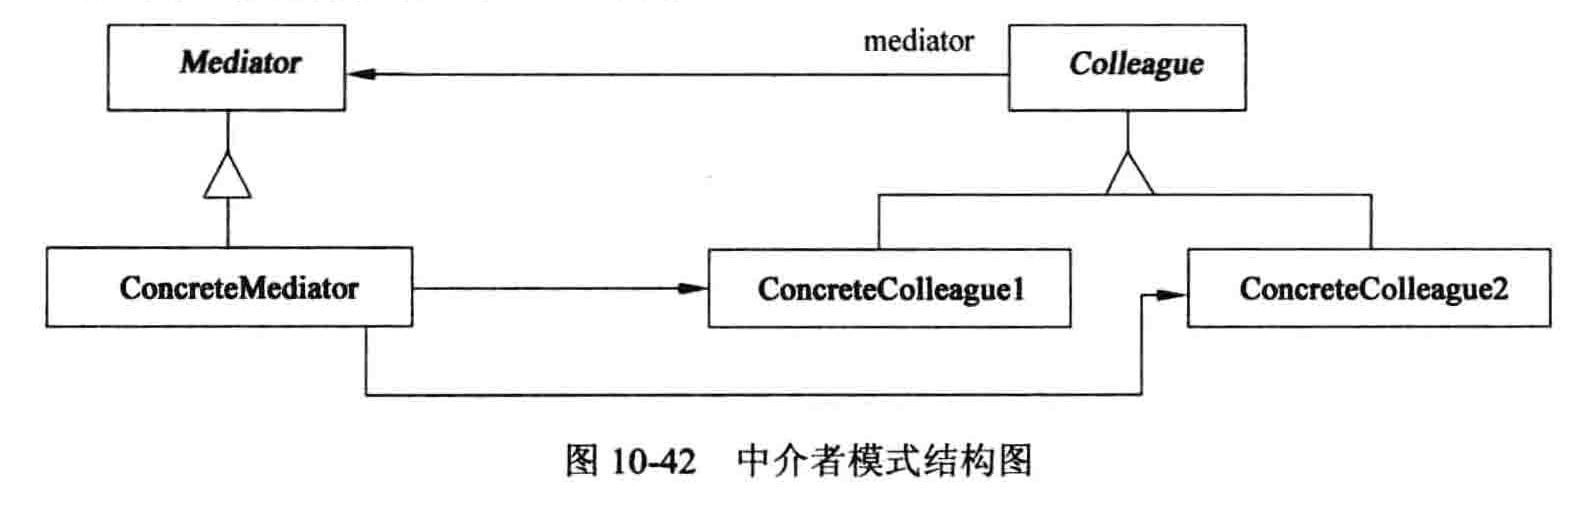 Mediator
mediator
Colleague
ConcreteMediator
ConcreteColleague1
ConcreteColleague2
图 10-42 中介者模式结构图